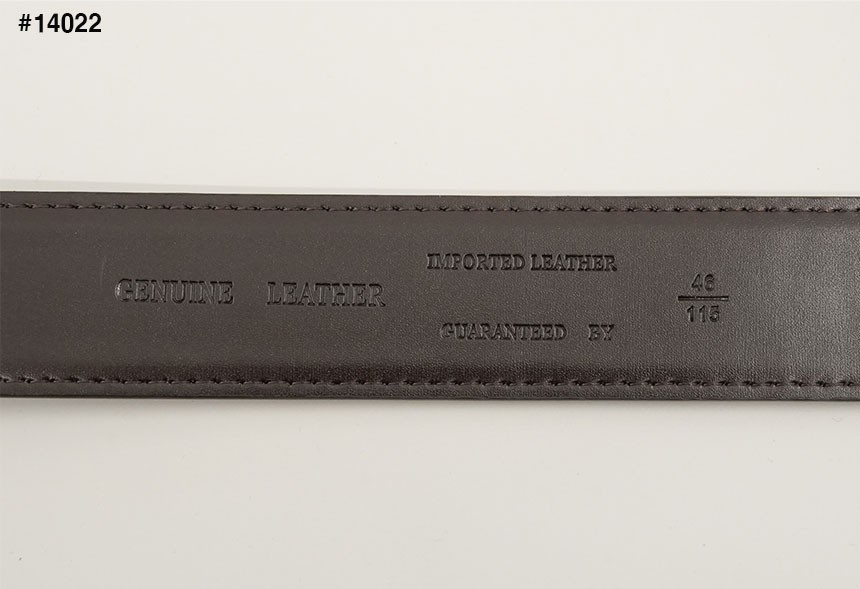 #14022
GENUINE LEATHER
IMPORTED LEATHER
GUARANTEED BY
46
115